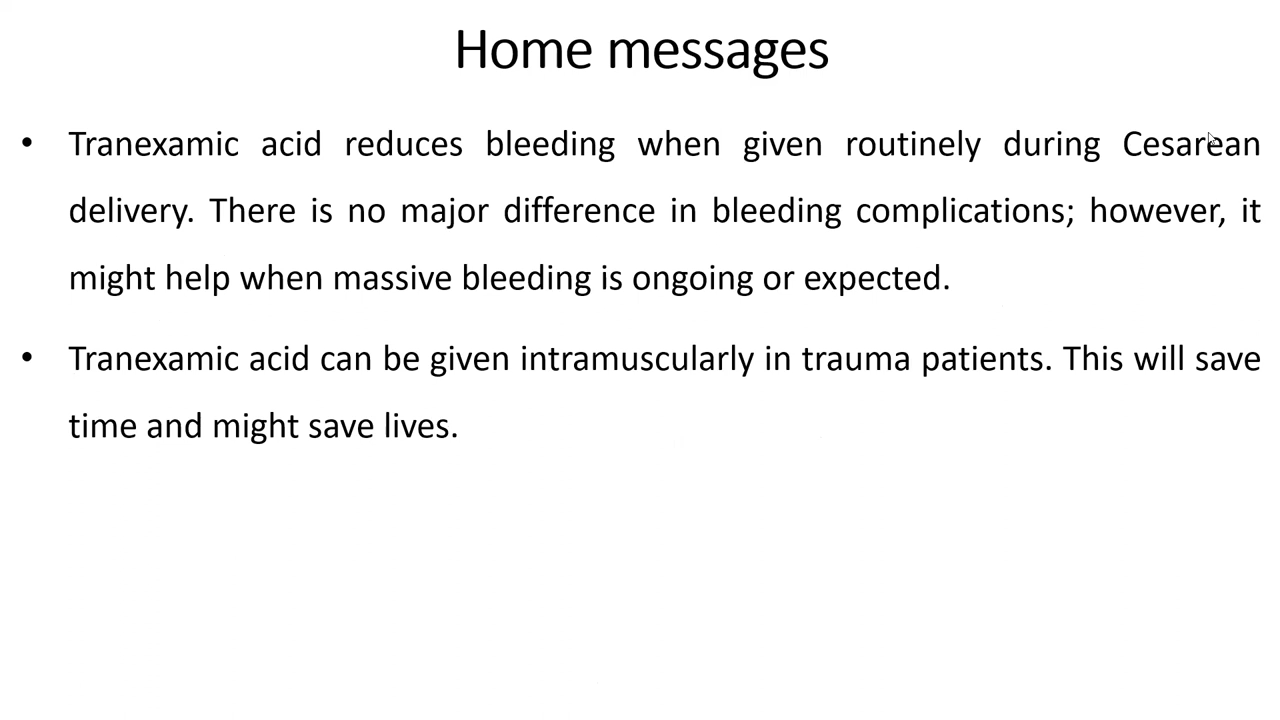 Home messages
• Tranexamic acid reduces bleeding when given routinely during Cesarean
delivery. There is no major difference in bleeding complications; however, it
might help when massive bleeding is ongoing or expected.
• Tranexamic acid can be given intramuscularly in trauma patients. This will save
time and might save lives.